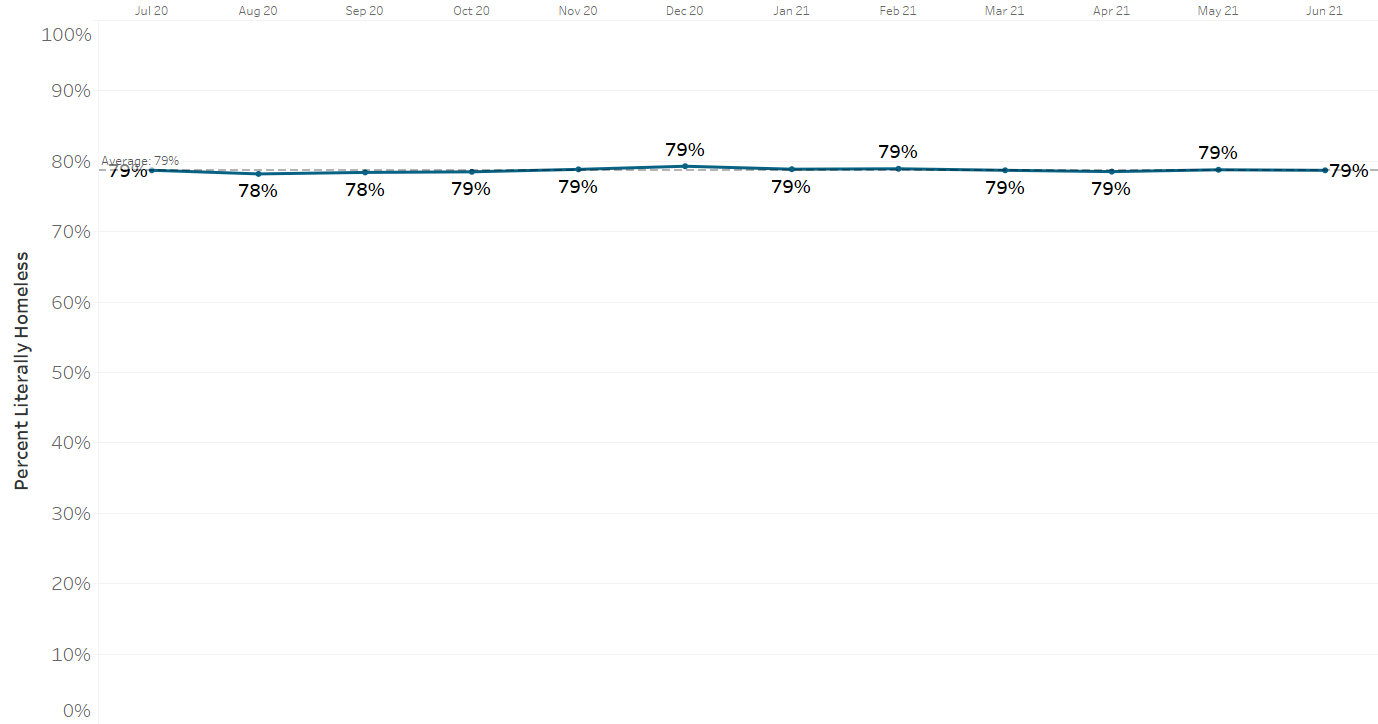 Jul 20 Aug 20 Sep 20 Oct 20 Nov 20 Dec 20 Jan 21 Feb 21 Mar 21 Apr 21 May 21 Jun 21
Percent Literally Homeless
100%
90%
80%
70%
60%
50%
40%
30%
20%
10%
0%
Average: 79%
79% 78% 78% 79% 79% 79% 79% 79% 79% 79% 79% 79%